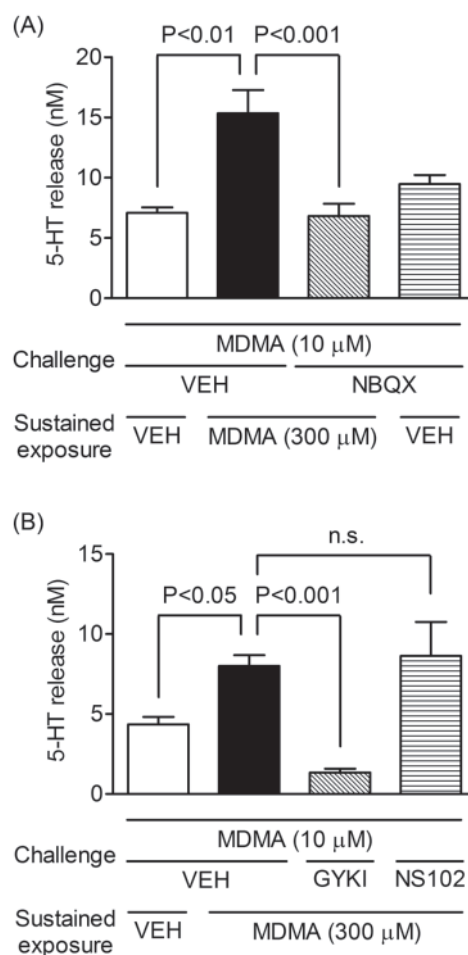 (A)
P<0.01 P<0.001
20
15
10
5
0
5-HT release (nM)
MDMA (10 μM)
Challenge
VEH NBQX
Sustained exposure
VEH MDMA (300 μM) VEH
(B)
n.s.
15
P<0.05 P<0.001
10
5
0
5-HT release (nM)
MDMA (10 μM)
Challenge
VEH GYKI NS102
Sustained exposure
VEH MDMA (300 μM)